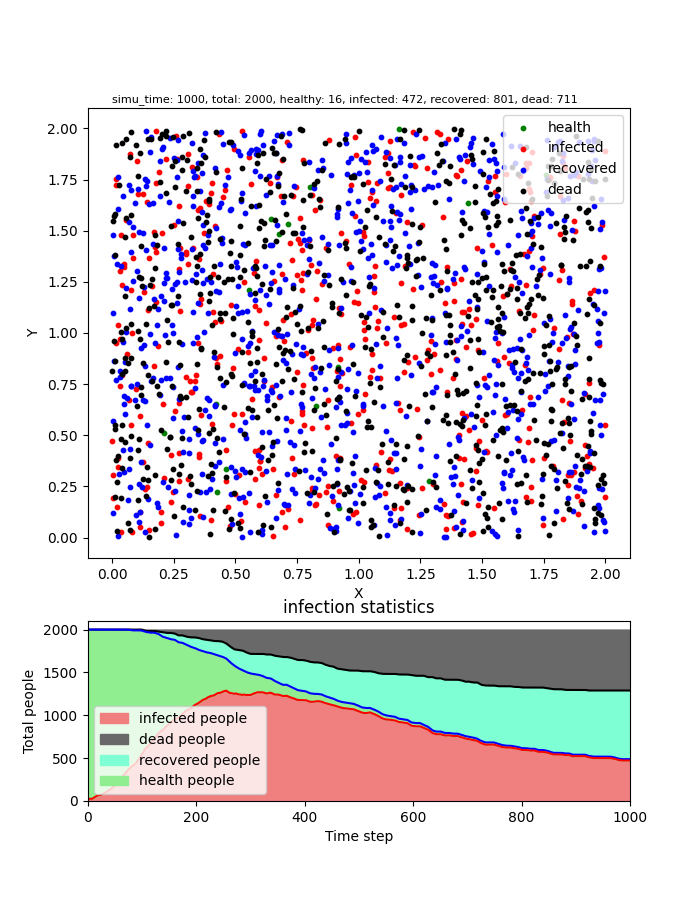 simu_time: 1000, total: 2000, healthy: 16, infected: 472, recovered: 801, dead: 711
health
infected
recovered
dead
2.00
1.75
1.50
1.25
1.00
0.75
0.50
0.25
0.00
Y
0.00 0.25 0.50 0.75 1.00 1.25 1.50 1.75 2.00
X
infection statistics
2000
1500
1000
500
0
Total people
infected people
dead people
recovered people
health people
0 200 400 600 800 1000
Time step